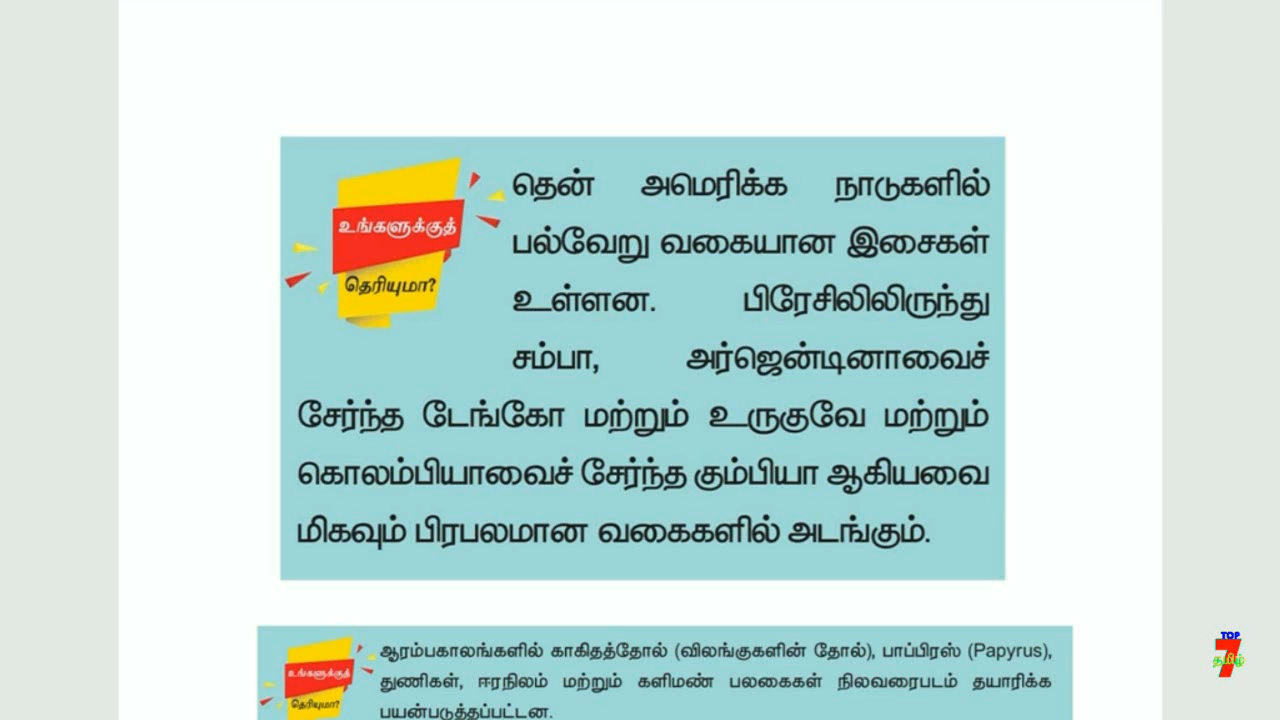 உங்களுக்குத்
தெரியுமா?
தென் அமெரிக்க நாடுகளில்
பல்வேறு வகையான இசைகள்
உள்ளன. பிரேசிலிலிருந்து
சம்பா, அர்ஜென்டினாவைச்
சேர்ந்த டேங்கோ மற்றும் உருகுவே மற்றும்
கொலம்பியாவைச் சேர்ந்த கும்பியா ஆகியவை
மிகவும் பிரபலமான வகைகளில் அடங்கும்.
உங்களுக்குத்
தெரியுமா?
ஆரம்பகாலங்களில் காகிதத்தோல் (விலங்குகளின் தோல்), பாப்பிரஸ் (Papyrus),
துணிகள், ஈரநிலம் மற்றும் களிமண் பலகைகள் நிலவரைபடம் தயாரிக்க
பயன்படுத்தப்பட்டன.
TOP
7
தமிழ்